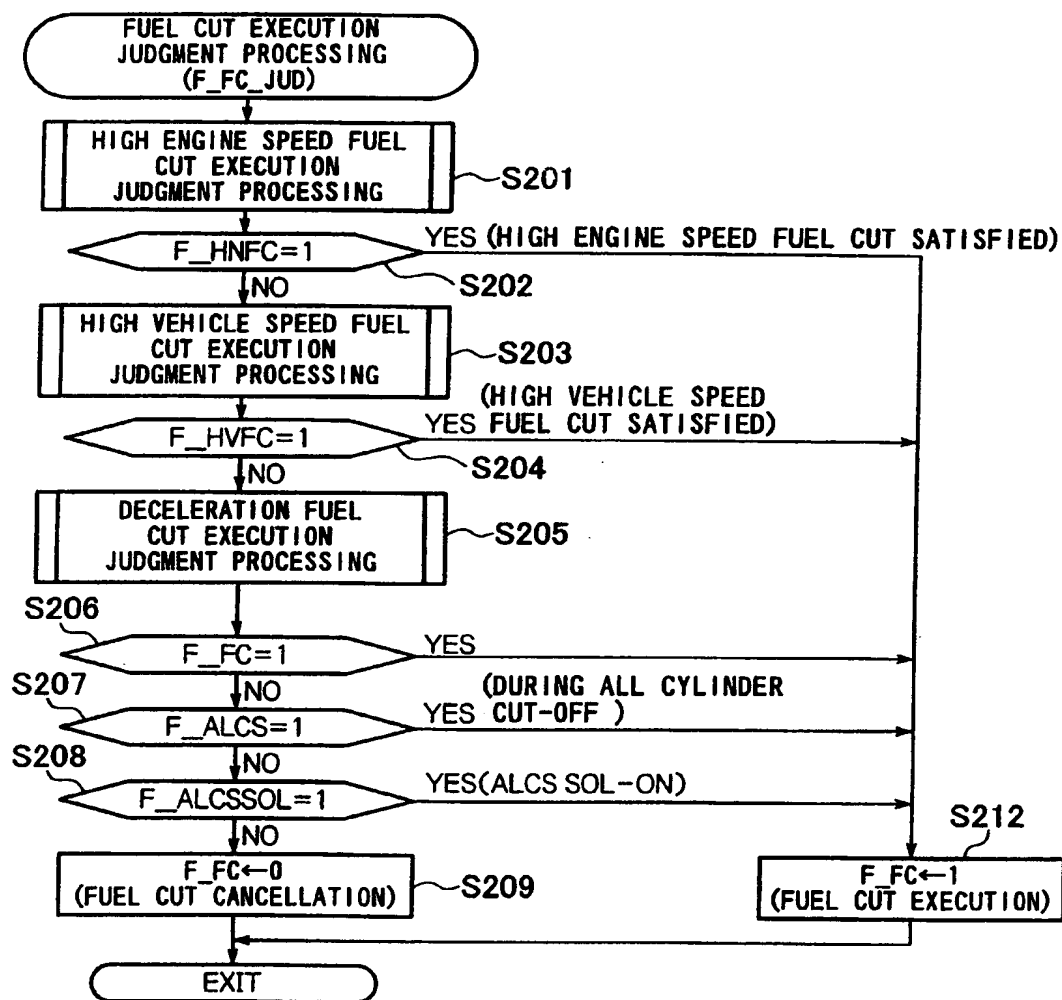 FUEL CUT EXECUTION
JUDGMENT PROCESSING
(F_FC_JUD)
HIGH ENGINE SPEED FUEL
CUT EXECUTION
JUDGMENT PROCESSING
S201
F_HNFC=1
YES (HIGH ENGINE SPEED FUEL CUT SATISFIED)
S202
NO
HIGH VEHICLE SPEED FUEL
CUT EXECUTION
JUDGMENT PROCESSING
S203
F_HVFC=1
(HIGH VEHICLE SPEED
YES FUEL CUT SATISFIED)
S204
NO
DECELERATION FUEL
CUT EXECUTION
JUDGMENT PROCESSING
S205
S206
F_FC=1
YES
NO
S207
F_ALCS=1
(DURING ALL CYLINDER
YES CUT-OFF )
NO
S208
F_ALCSSOL=1
YES(ALCS SOL-ON)
NO
F_FC←0
(FUEL CUT CANCELLATION)
S209
S212
F_FC←1
(FUEL CUT EXECUTION)
EXIT